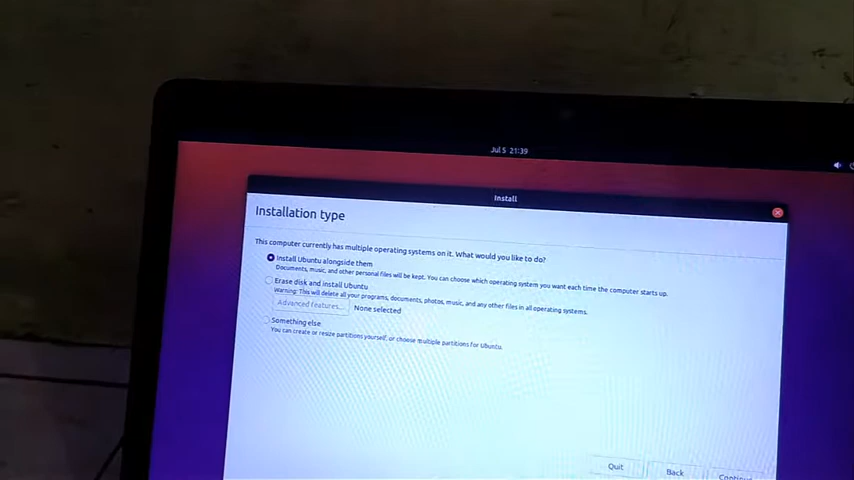 Jul 5 21:39
Install
Installation type
This computer currently has multiple operating systems on it. What would you like to do?
Install Ubuntu alongside them
Documents, music, and other personal files will be kept. You can choose which operating system you want each time the computer starts up.
Erase disk and install Ubuntu
Warning: This will delete all your programs, documents, photos, music, and any other files in all operating systems.
Advanced features... None selected
Something else
You can create or resize partitions yourself, or choose multiple partitions for Ubuntu.
Quit Back Continue